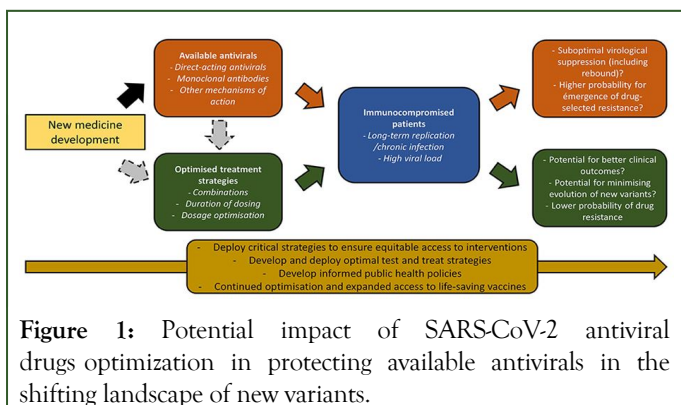 Available antivirals
- Direct-acting antivirals
- Monoclonal antibodies
- Other mechanisms of
action
New medicine
development
Optimised treatment
strategies
- Combinations
- Duration of dosing
- Dosage optimisation
Immunocompromised
patients
- Long-term replication
/chronic infection
- High viral load
- Suboptimal virological
suppression (including
rebound)?
- Higher probability for
émergence of drug-
selected resistance?
- Potential for better clinical
outcomes?
- Potential for minimising
evolution of new variants?
- Lower probability of drug
resistance
- Deploy critical strategies to ensure equitable access to interventions
- Develop and deploy optimal test and treat strategies
- Develop informed public health policies
- Continued optimisation and expanded access to life-saving vaccines
Figure 1: Potential impact of SARS-CoV-2 antiviral
drugs optimization in protecting available antivirals in the
shifting landscape of new variants.